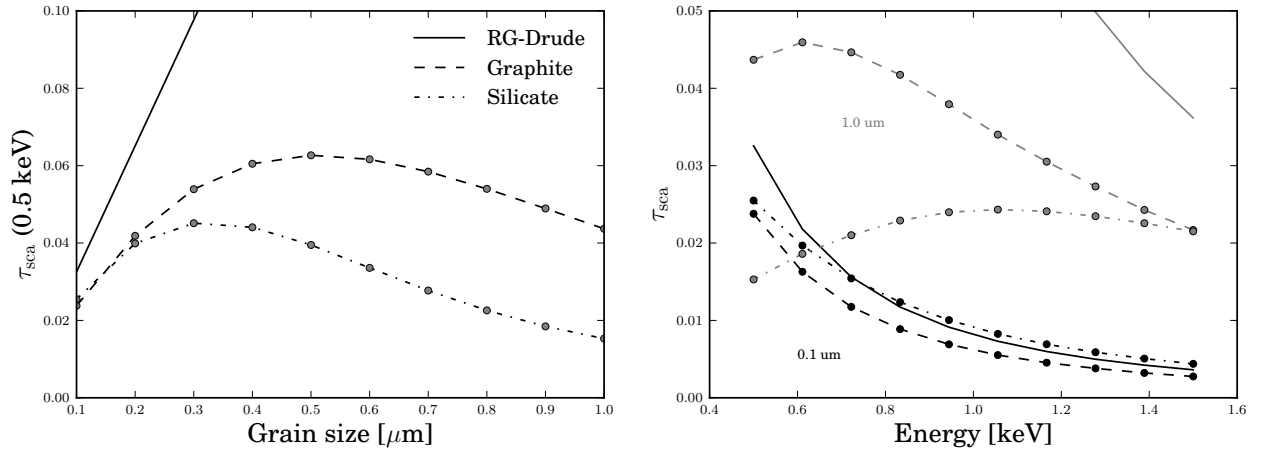 0.10
0.08
0.06
0.04
0.02
0.00
τsca (0.5 keV)
0.1 0.2 0.3 0.4 0.5 0.6 0.7 0.8 0.9 1.0
Grain size [μm]
RG-Drude
Graphite
Silicate
0.05
0.04
0.03
0.02
0.01
0.00
τsca
1.0 um
0.1 um
0.4 0.6 0.8 1.0 1.2 1.4 1.6
Energy [keV]